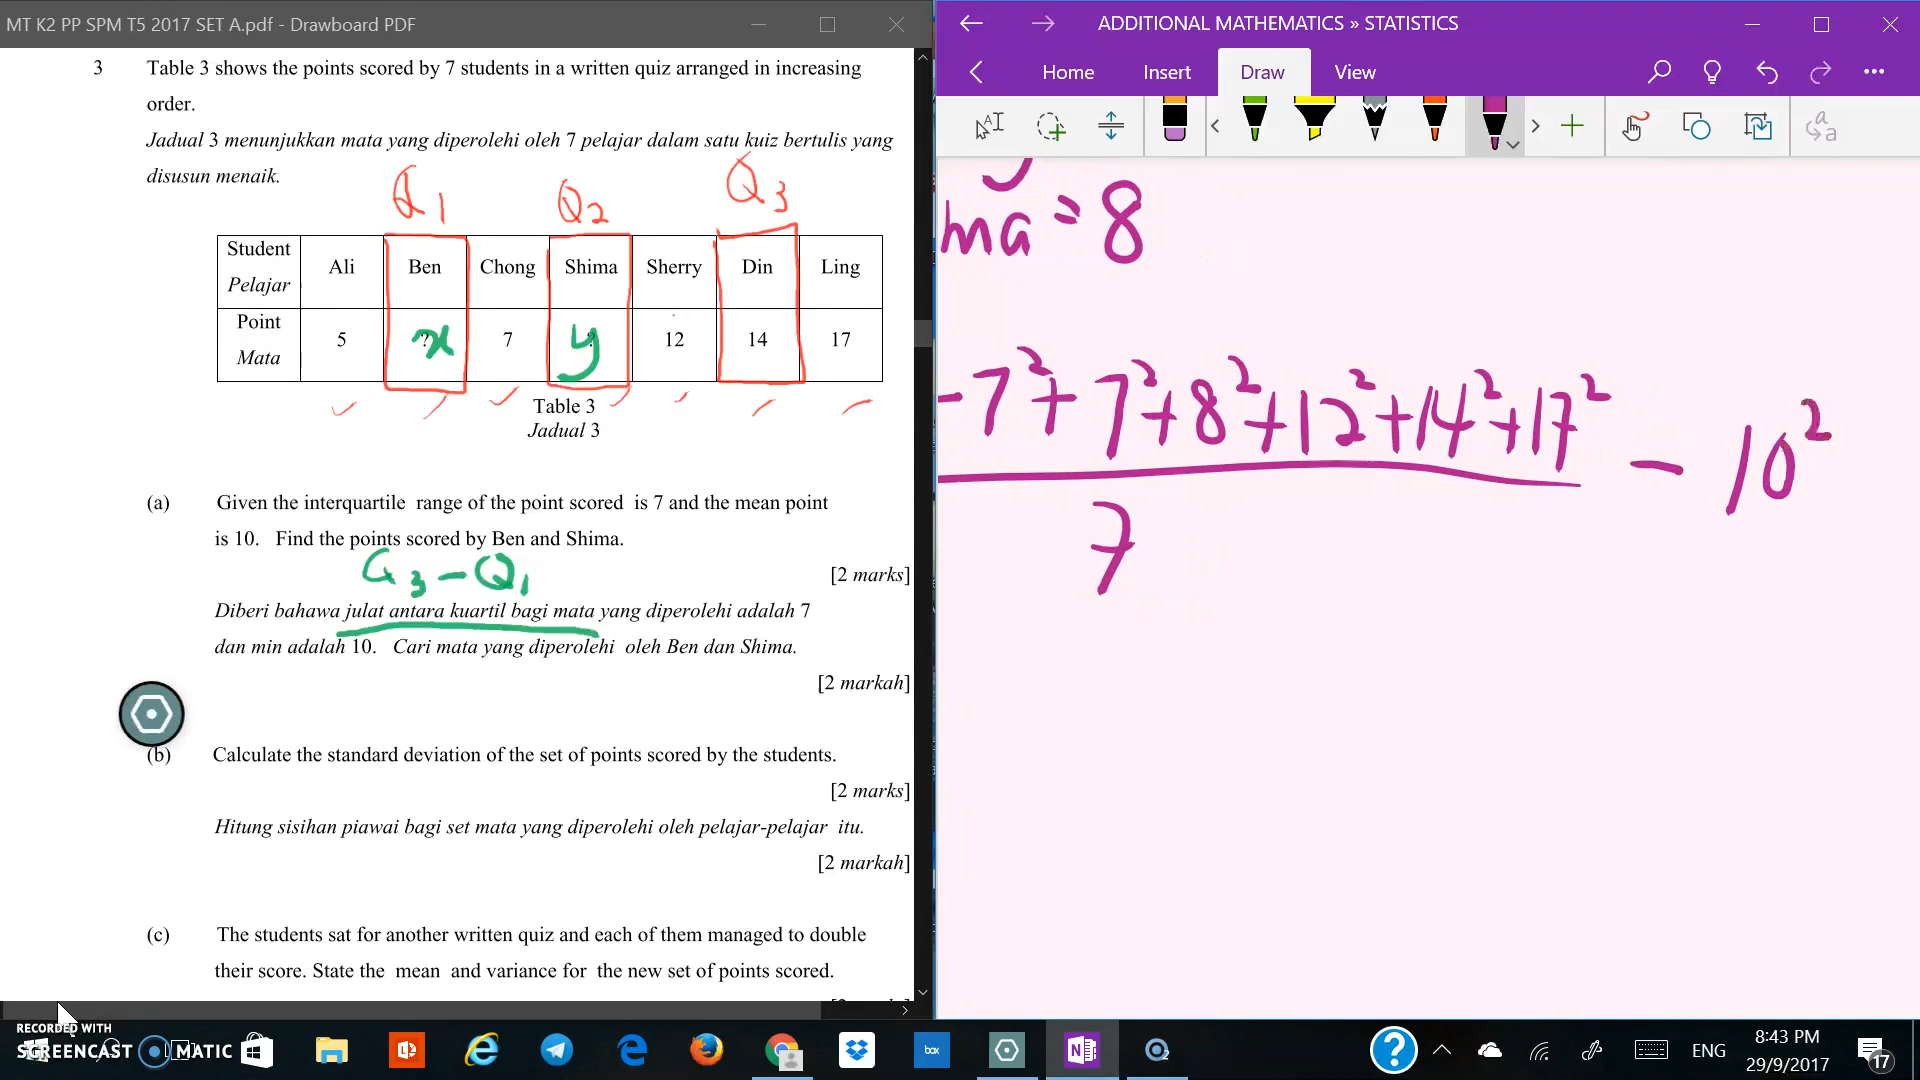 MT K2 PP SPM T5 2017 SET A.pdf - Drawboard PDF
3 Table 3 shows the points scored by 7 students in a written quiz arranged in increasing
order.
Jadual 3 menunjukkan mata yang diperolehi oleh 7 pelajar dalam satu kuiz bertulis yang
disusun menaik.
Q1 Q2 Q3
Student Pelajar Ali Ben Chong Shima Sherry Din Ling
Point Mata 5 x 7 y 12 14 17
Table 3
Jadual 3
(a) Given the interquartile range of the point scored is 7 and the mean point
is 10. Find the points scored by Ben and Shima.
Q3 - Q1
[2 marks]
Diberi bahawa julat antara kuartil bagi mata yang diperolehi adalah 7
dan min adalah 10. Cari mata yang diperolehi oleh Ben dan Shima.
[2 markah]
(b) Calculate the standard deviation of the set of points scored by the students.
[2 marks]
Hitung sisihan piawai bagi set mata yang diperolehi oleh pelajar-pelajar itu.
[2 markah]
(c) The students sat for another written quiz and each of them managed to double
their score. State the mean and variance for the new set of points scored.
RECORDED WITH
SCREENCAST MATIC
ADDITIONAL MATHEMATICS » STATISTICS
Home Insert Draw View
ma = 8
7² + 7² + 8² + 12² + 14² + 17² - 10²
7
ENG
8:43 PM
29/9/2017
17